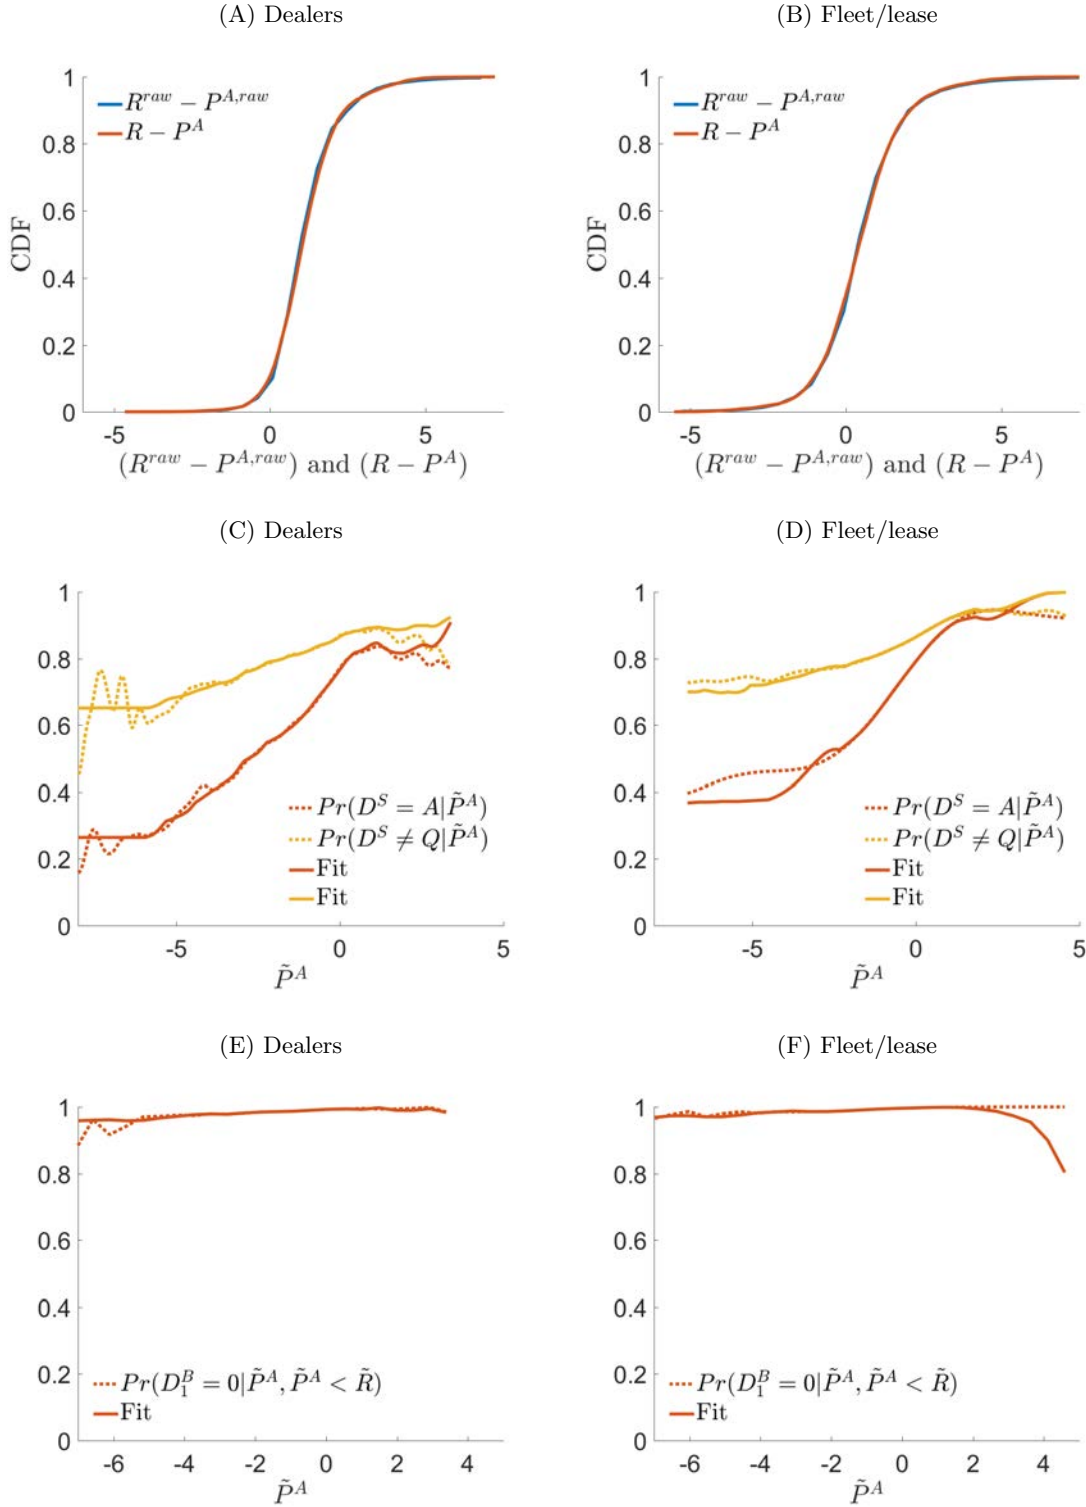 (A) Dealers
(B) Fleet/lease
1
0.8
0.6
0.4
0.2
0
CDF
R^{raw} − P^{A,raw}
R − P^A
-5
0
5
(R^{raw} − P^{A,raw}) and (R − P^A)
1
0.8
0.6
0.4
0.2
0
CDF
R^{raw} − P^{A,raw}
R − P^A
-5
0
5
(R^{raw} − P^{A,raw}) and (R − P^A)
(C) Dealers
(D) Fleet/lease
1
0.8
0.6
0.4
0.2
0
Pr(D^S = A|P̃^A)
Pr(D^S ≠ Q|P̃^A)
Fit
Fit
-5
0
5
P̃^A
1
0.8
0.6
0.4
0.2
0
Pr(D^S = A|P̃^A)
Pr(D^S ≠ Q|P̃^A)
Fit
Fit
-5
0
5
P̃^A
(E) Dealers
(F) Fleet/lease
1
0.8
0.6
0.4
0.2
0
Pr(D_1^B = 0|P̃^A, P̃^A < R̃)
Fit
-6
-4
-2
0
2
4
P̃^A
1
0.8
0.6
0.4
0.2
0
Pr(D_1^B = 0|P̃^A, P̃^A < R̃)
Fit
-6
-4
-2
0
2
4
P̃^A